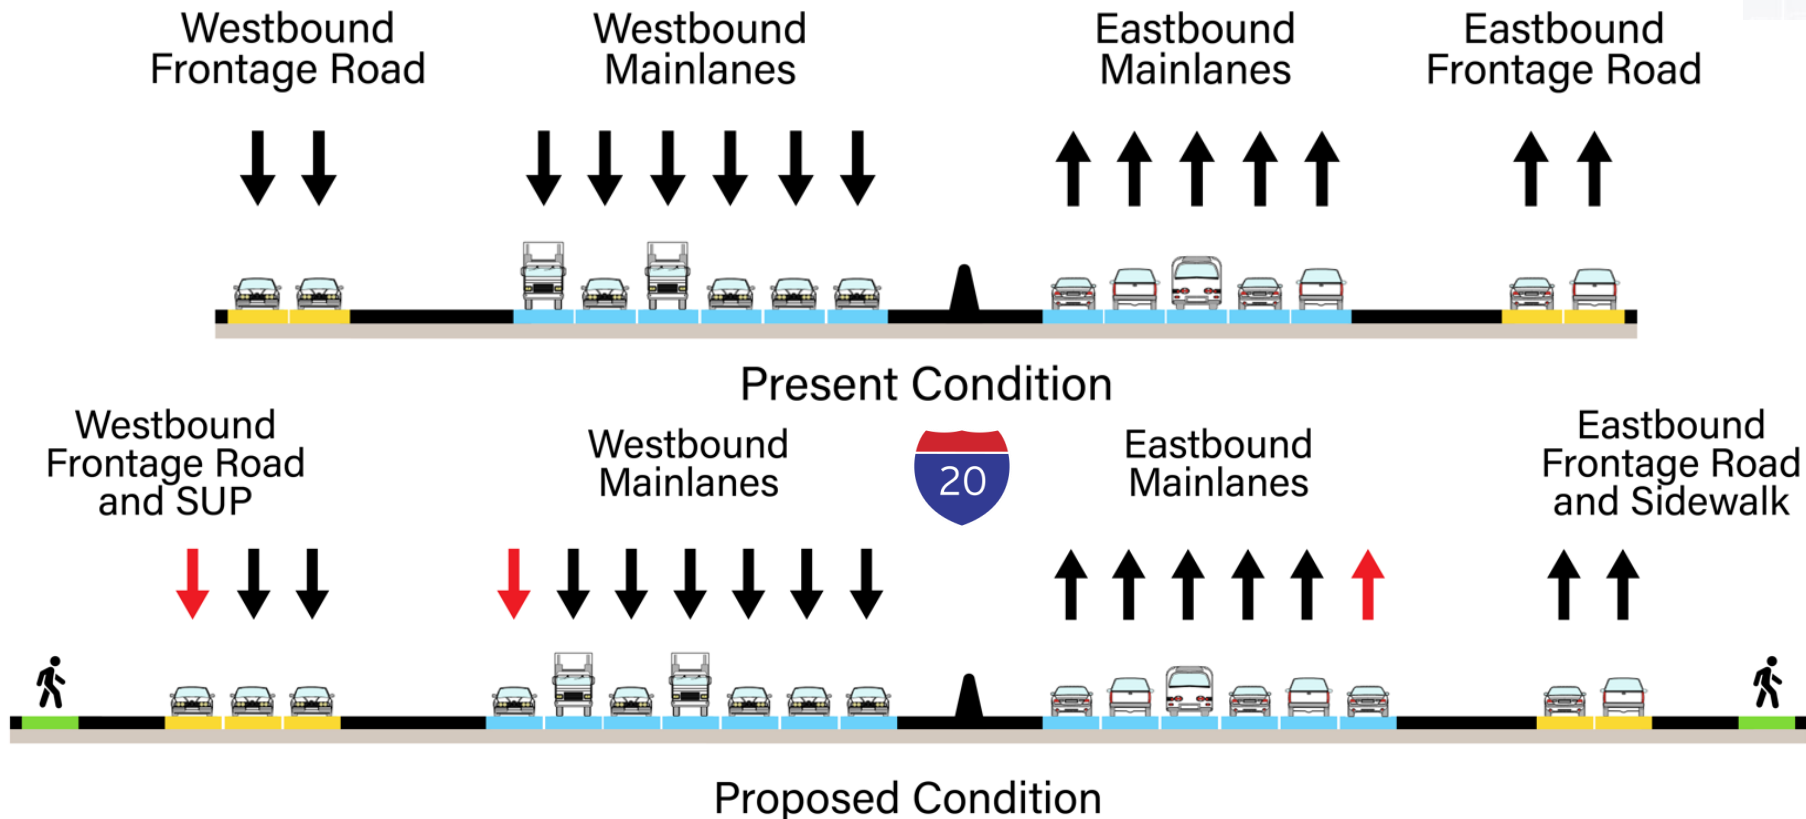 Westbound
Frontage Road
Westbound
Mainlanes
Eastbound
Mainlanes
Eastbound
Frontage Road
Present Condition
Westbound
Frontage Road
and SUP
Westbound
Mainlanes
20
Eastbound
Mainlanes
Eastbound
Frontage Road
and Sidewalk
Proposed Condition